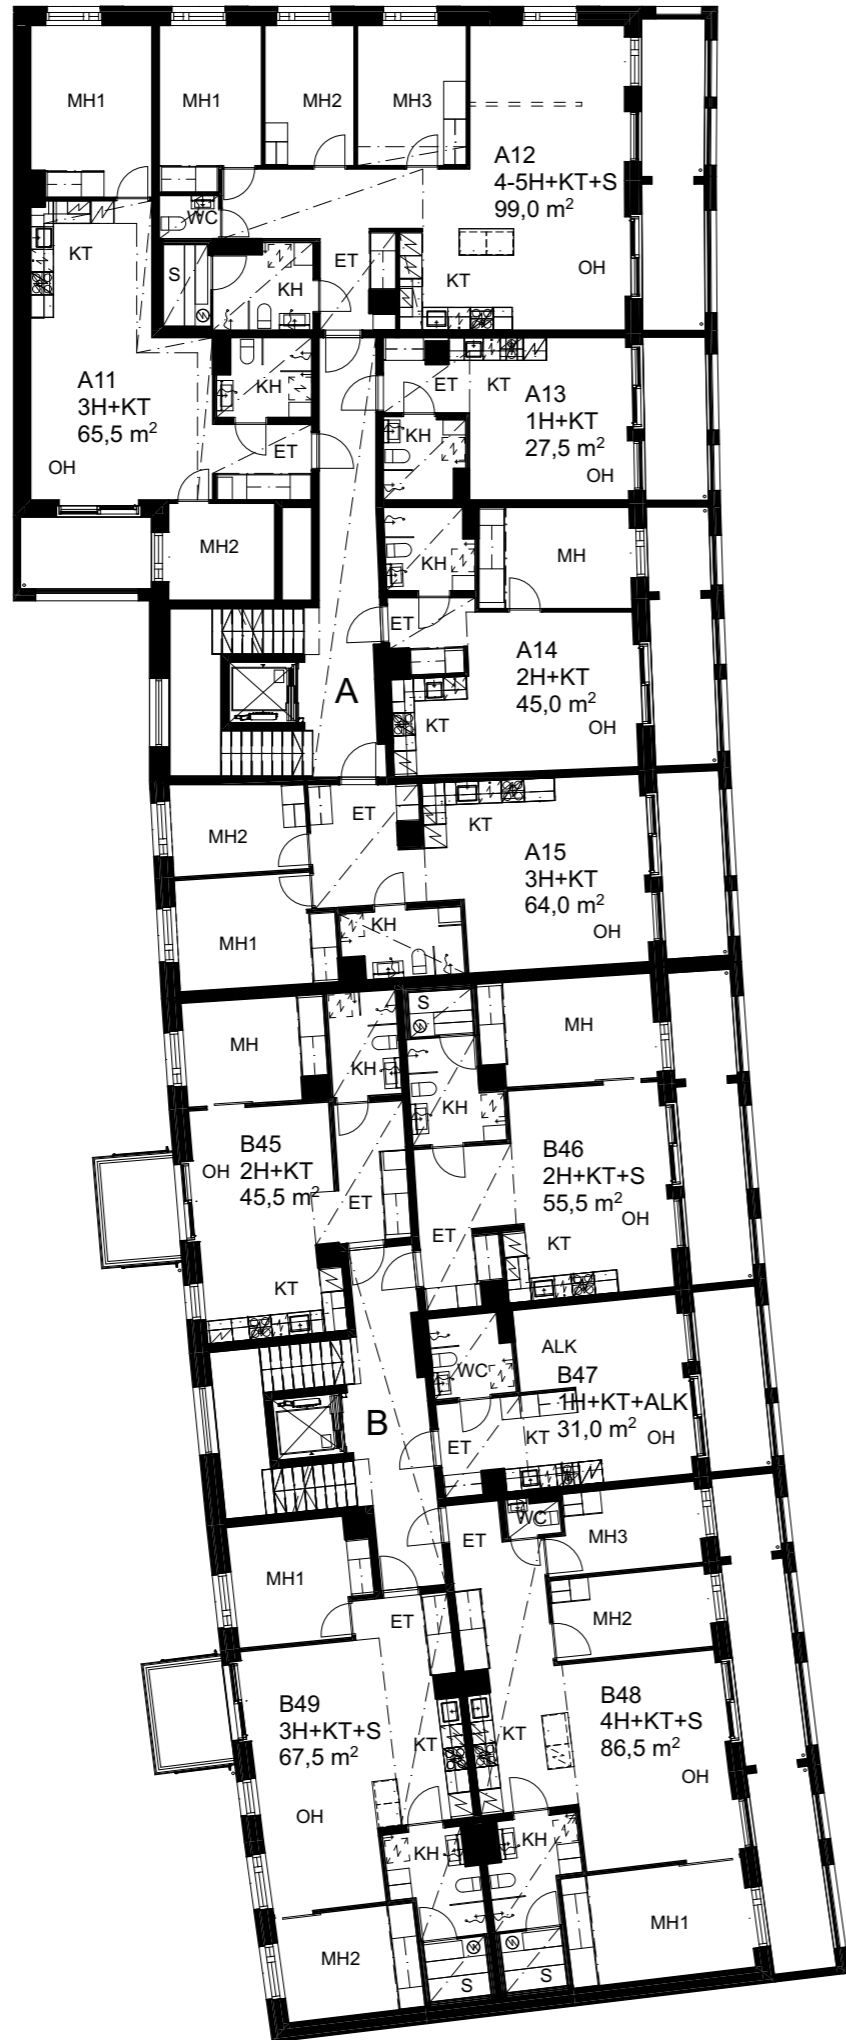 MH1
MH1
MH2
MH3
A12
4-5H+KT+S
99,0 m²
WC
KT
ET
OH
S
KH
KT
A11
3H+KT
65,5 m²
OH
KH
ET
MH2
ET
KT
A13
1H+KT
27,5 m²
KH
OH
KH
MH
ET
A14
2H+KT
45,0 m²
KT
OH
A
MH2
ET
KT
A15
3H+KT
64,0 m²
MH1
KH
OH
MH
KH
S
MH
KH
B45
2H+KT
45,5 m²
OH
ET
KT
B46
2H+KT+S
55,5 m²
OH
ET
KT
WC
ALK
B47
1H+KT+ALK
31,0 m²
ET
KT
OH
B
ET
WC
MH3
MH1
MH2
ET
B49
3H+KT+S
67,5 m²
KT
OH
KT
B48
4H+KT+S
86,5 m²
OH
KH
KH
MH2
S
S
MH1